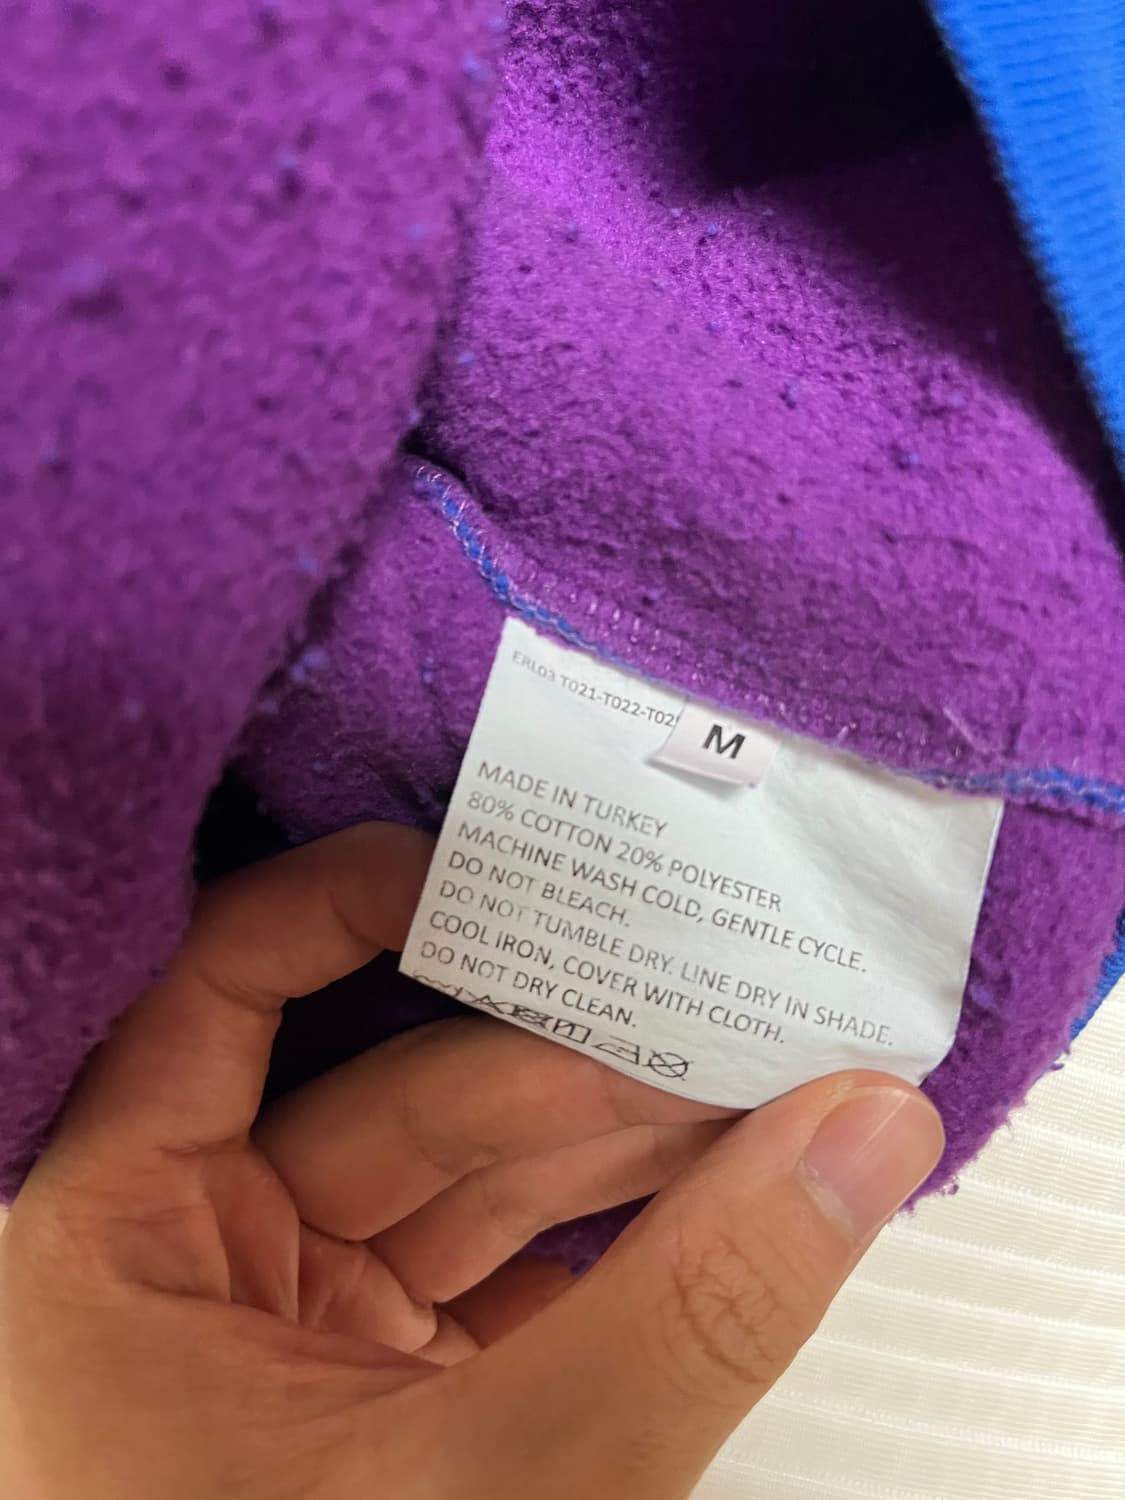 ERL03 T021-T022-T02
M
MADE IN TURKEY
80% COTTON 20% POLYESTER
MACHINE WASH COLD, GENTLE CYCLE.
DO NOT BLEACH.
DO NOT TUMBLE DRY. LINE DRY IN SHADE.
COOL IRON, COVER WITH CLOTH.
DO NOT DRY CLEAN.